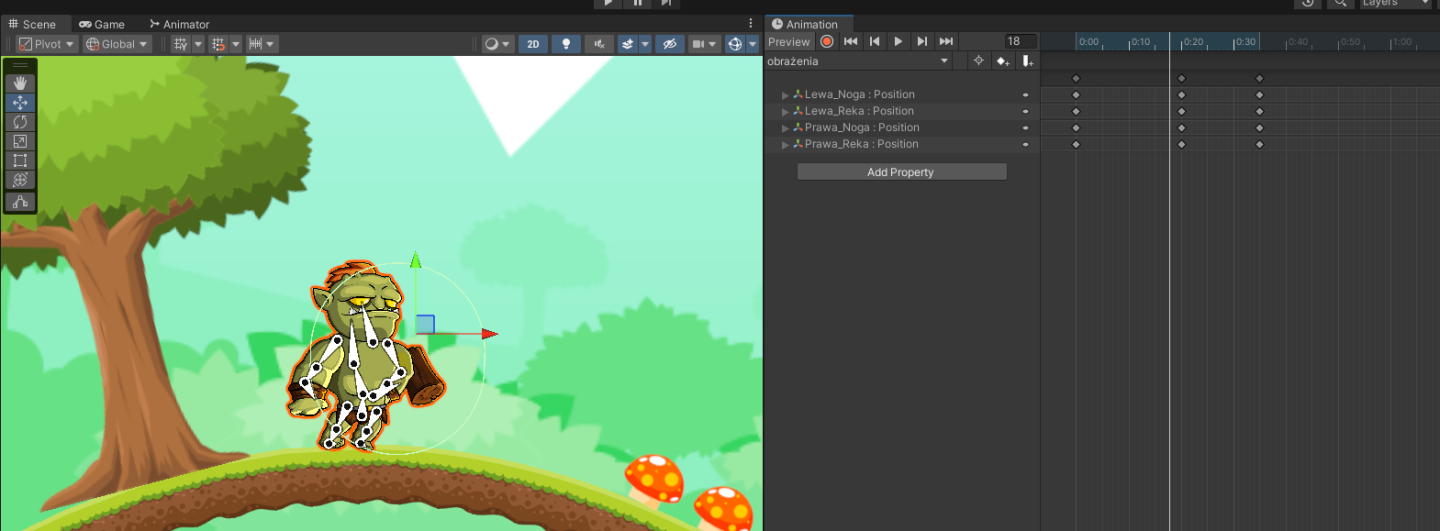 Layers
Scene Game Animator
Animation
Pivot Global 2D
Preview 18
0:00 0:10 0:20 0:30 0:40 0:50 1:00
obrażenia
Lewa_Noga : Position
Lewa_Reka : Position
Prawa_Noga : Position
Prawa_Reka : Position
Add Property